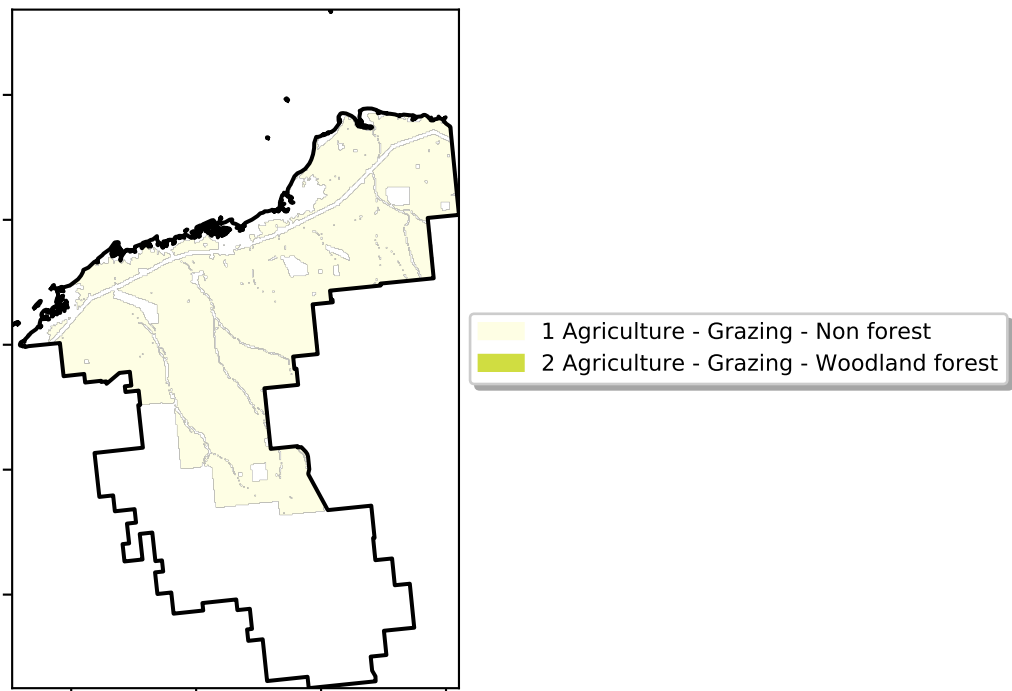 1 Agriculture - Grazing - Non forest
2 Agriculture - Grazing - Woodland forest